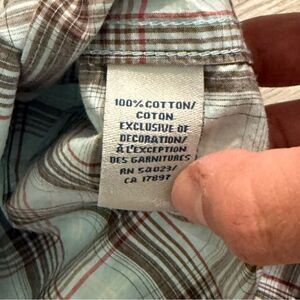 100% COTTON/
COTON
EXCLUSIVE OF
DECORATION/
À L'EXCEPTION
DES GARNITURES
RN 54023/
CA 17897